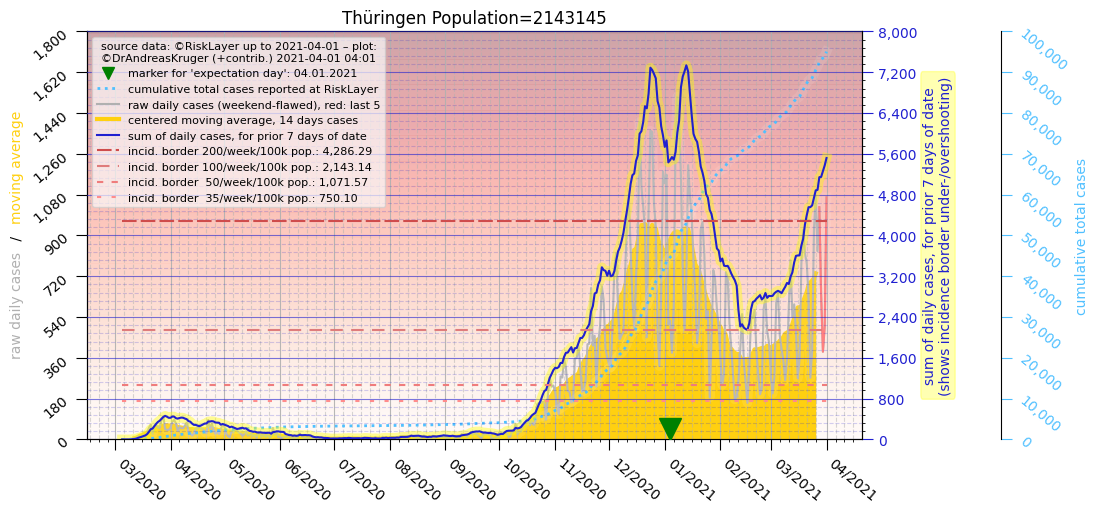 Thüringen Population=2143145
source data: ©RiskLayer up to 2021-04-01 – plot:
©DrAndreasKruger (+contrib.) 2021-04-01 04:01
marker for 'expectation day': 04.01.2021
cumulative total cases reported at RiskLayer
raw daily cases (weekend-flawed), red: last 5
centered moving average, 14 days cases
sum of daily cases, for prior 7 days of date
incid. border 200/week/100k pop.: 4,286.29
incid. border 100/week/100k pop.: 2,143.14
incid. border  50/week/100k pop.: 1,071.57
incid. border  35/week/100k pop.: 750.10
raw daily cases  /  moving average
1,800
1,620
1,440
1,260
1,080
900
720
540
360
180
0
03/2020
04/2020
05/2020
06/2020
07/2020
08/2020
09/2020
10/2020
11/2020
12/2020
01/2021
02/2021
03/2021
04/2021
8,000
7,200
6,400
5,600
4,800
4,000
3,200
2,400
1,600
800
0
sum of daily cases, for prior 7 days of date
(shows incidence border under-/overshooting)
100,000
90,000
80,000
70,000
60,000
50,000
40,000
30,000
20,000
10,000
0
cumulative total cases